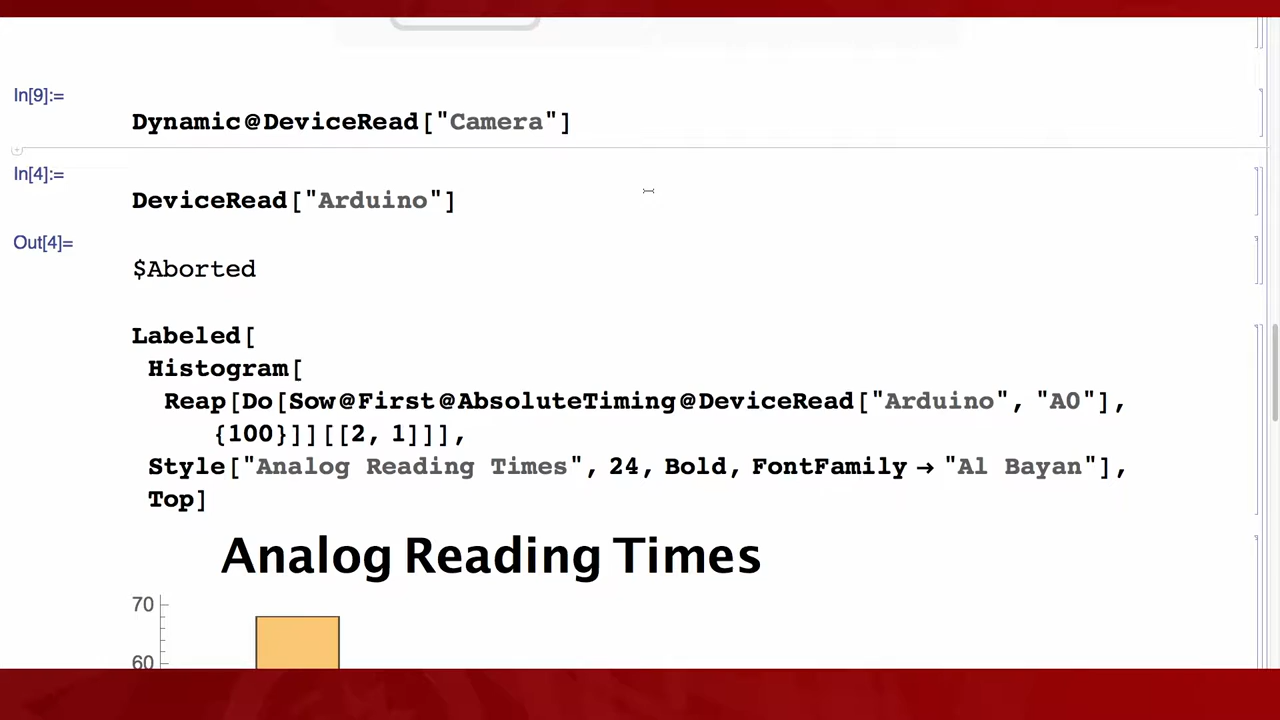 In[9]:=
Dynamic@DeviceRead["Camera"]
In[4]:=
DeviceRead["Arduino"]
Out[4]=
$Aborted
Labeled[
Histogram[
Reap[Do[Sow@First@AbsoluteTiming@DeviceRead["Arduino", "A0"],
{100}]][[2, 1]]],
Style["Analog Reading Times", 24, Bold, FontFamily → "Al Bayan"],
Top]
Analog Reading Times
70
60